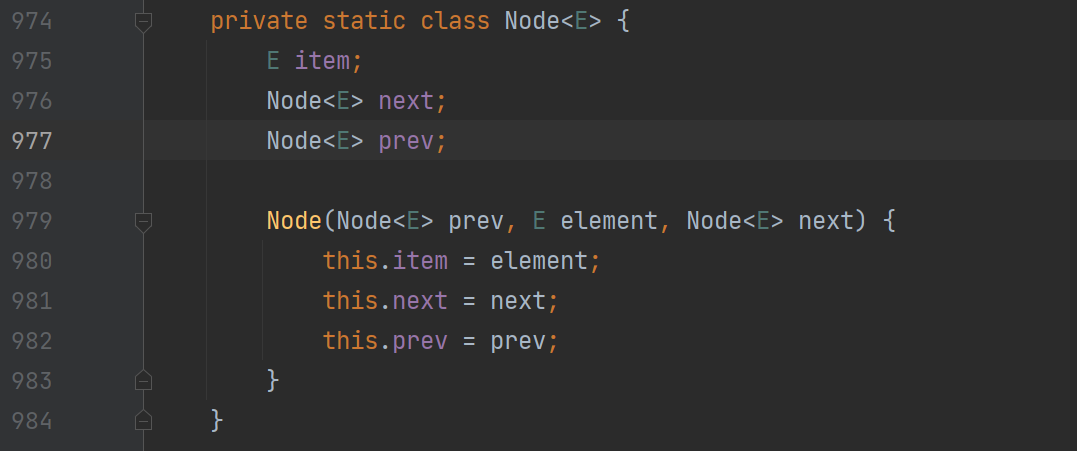 974 private static class Node<E> {
975 E item;
976 Node<E> next;
977 Node<E> prev;
978
979 Node(Node<E> prev, E element, Node<E> next) {
980 this.item = element;
981 this.next = next;
982 this.prev = prev;
983 }
984 }